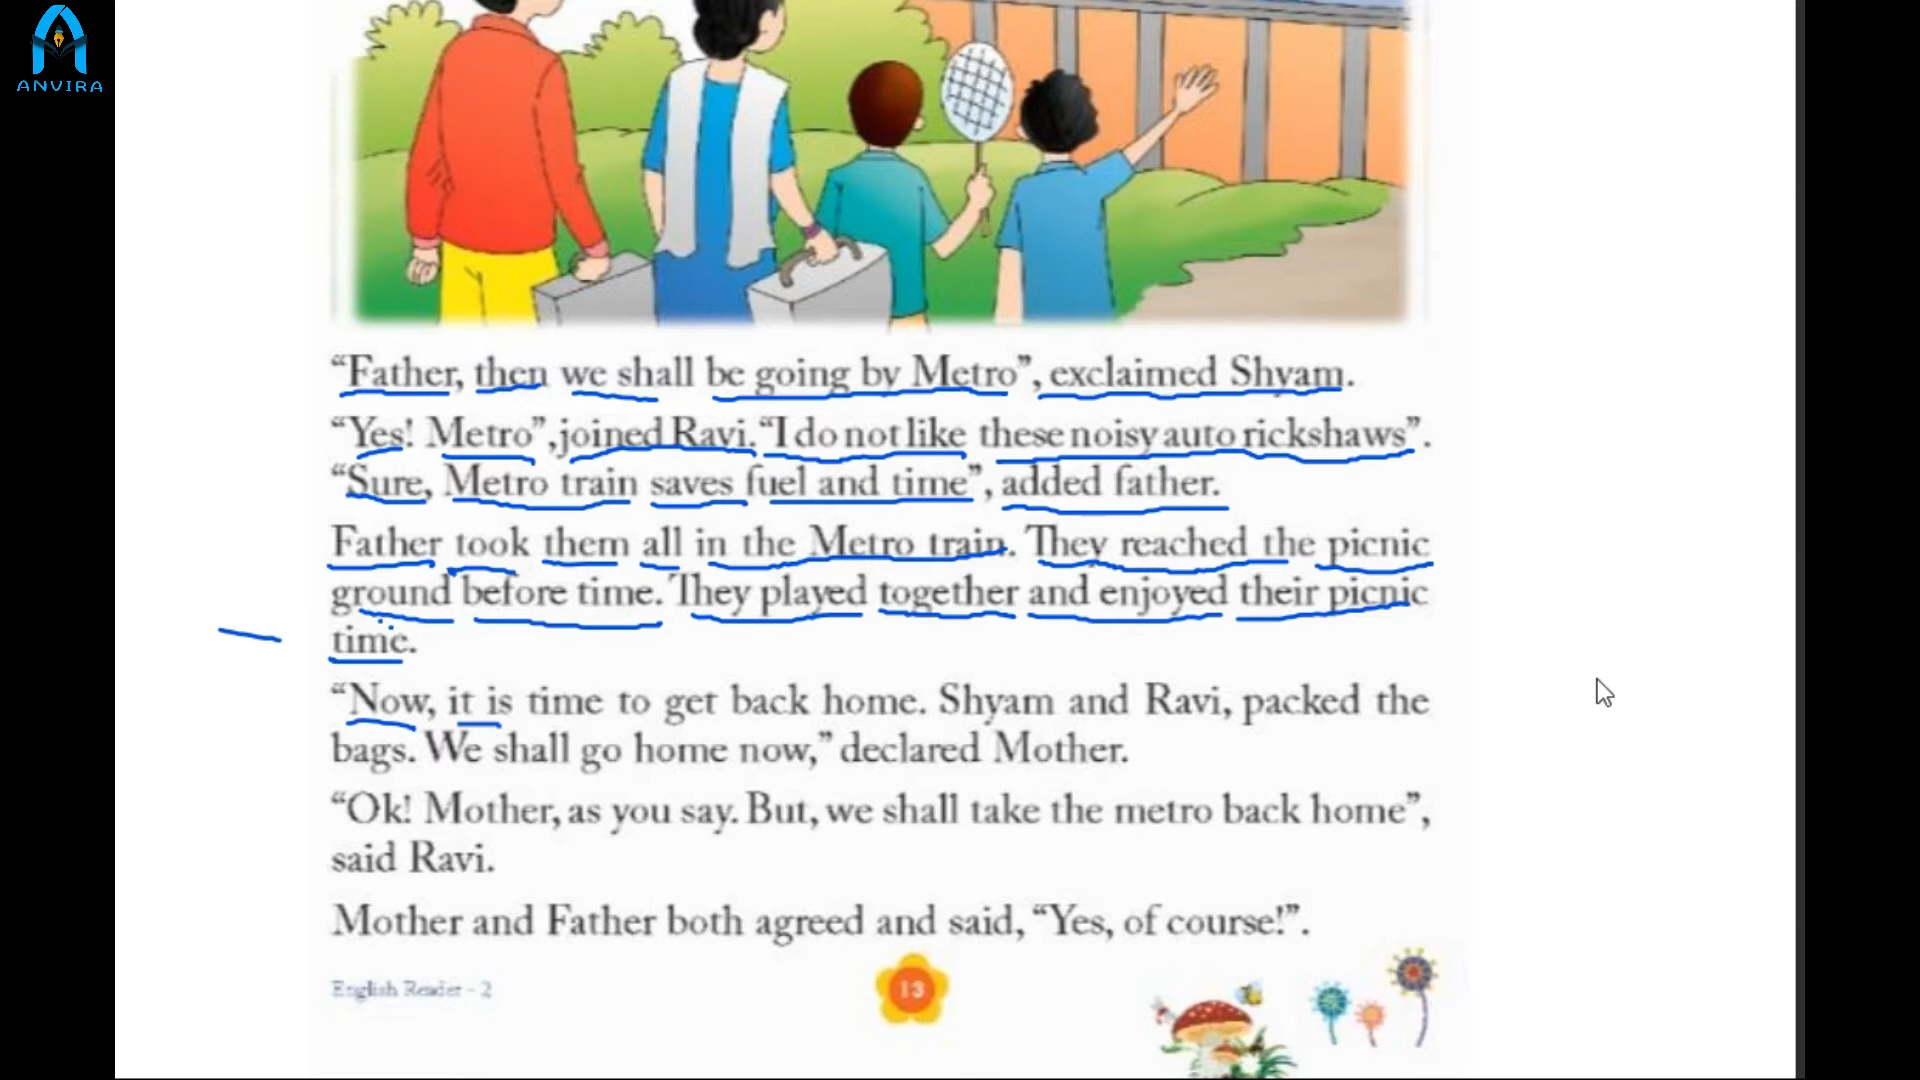 ANVIRA
“Father, then we shall be going by Metro”, exclaimed Shyam.
“Yes! Metro”, joined Ravi. “I do not like these noisy auto rickshaws”.
“Sure, Metro train saves fuel and time”, added father.
Father took them all in the Metro train. They reached the picnic
ground before time. They played together and enjoyed their picnic
time.
“Now, it is time to get back home. Shyam and Ravi, packed the
bags. We shall go home now,” declared Mother.
“Ok! Mother, as you say. But, we shall take the metro back home”,
said Ravi.
Mother and Father both agreed and said, “Yes, of course!”.
English Reader - 2
13